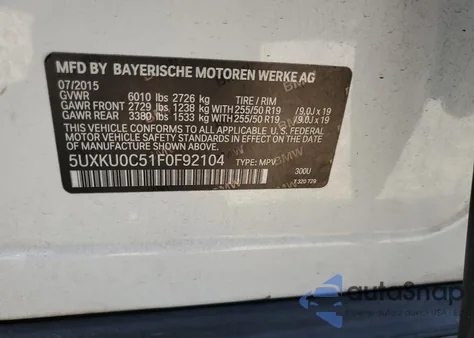 MFD BY BAYERISCHE MOTOREN WERKE AG
07/2015
GVWR 6010 lbs 2726 kg TIRE / RIM
GAWR FRONT 2729 lbs 1238 kg WITH 255/50 R19 / 9.0J x 19
GAWR REAR 3380 lbs 1533 kg WITH 255/50 R19 / 9.0J x 19
THIS VEHICLE CONFORMS TO ALL APPLICABLE U.S. FEDERAL
MOTOR VEHICLE SAFETY STANDARDS IN EFFECT ON THE DATE
OF MANUFACTURE SHOWN ABOVE.
5UXKU0C51F0F92104 TYPE: MPV
300U
7 320 729
autoSnap